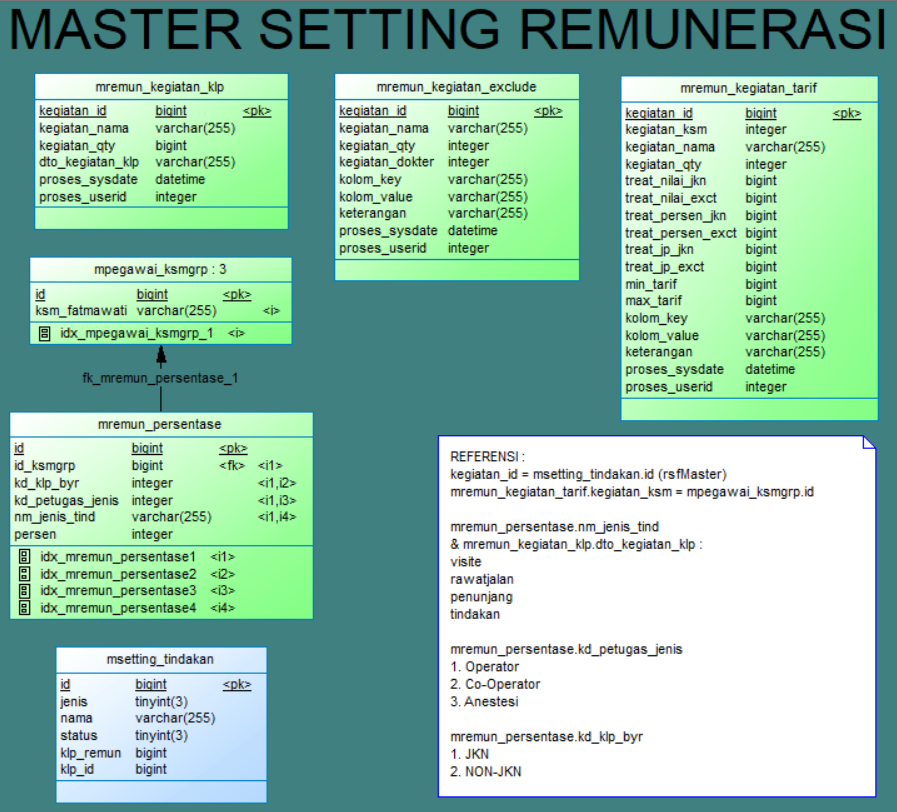 MASTER SETTING REMUNERASI
mremun_kegiatan_klp
kegiatan_id bigint <pk>
kegiatan_nama varchar(255)
kegiatan_qty bigint
dto_kegiatan_klp varchar(255)
proses_sysdate datetime
proses_userid integer
mremun_kegiatan_exclude
kegiatan_id bigint <pk>
kegiatan_nama varchar(255)
kegiatan_qty integer
kegiatan_dokter integer
kolom_key varchar(255)
kolom_value varchar(255)
keterangan varchar(255)
proses_sysdate datetime
proses_userid integer
mremun_kegiatan_tarif
kegiatan_id bigint <pk>
kegiatan_ksm integer
kegiatan_nama varchar(255)
kegiatan_qty integer
treat_nilai_jkn bigint
treat_nilai_exct bigint
treat_persen_jkn bigint
treat_persen_exct bigint
treat_jp_jkn bigint
treat_jp_exct bigint
min_tarif bigint
max_tarif bigint
kolom_key varchar(255)
kolom_value varchar(255)
keterangan varchar(255)
proses_sysdate datetime
proses_userid integer
mpegawai_ksmgrp : 3
id bigint <pk>
ksm_fatmawati varchar(255) <i>
idx_mpegawai_ksmgrp_1 <i>
fk_mremun_persentase_1
mremun_persentase
id bigint <pk>
id_ksmgrp bigint <fk> <i1>
kd_klp_byr integer <i1,i2>
kd_petugas_jenis integer <i1,i3>
nm_jenis_tind varchar(255) <i1,i4>
persen integer
idx_mremun_persentase1 <i1>
idx_mremun_persentase2 <i2>
idx_mremun_persentase3 <i3>
idx_mremun_persentase4 <i4>
msetting_tindakan
id bigint <pk>
jenis tinyint(3)
nama varchar(255)
status tinyint(3)
klp_remun bigint
klp_id bigint
REFERENSI :
kegiatan_id = msetting_tindakan.id (rsfMaster)
mremun_kegiatan_tarif.kegiatan_ksm = mpegawai_ksmgrp.id
mremun_persentase.nm_jenis_tind
& mremun_kegiatan_klp.dto_kegiatan_klp :
visite
rawatjalan
penunjang
tindakan
mremun_persentase.kd_petugas_jenis
1. Operator
2. Co-Operator
3. Anestesi
mremun_persentase.kd_klp_byr
1. JKN
2. NON-JKN